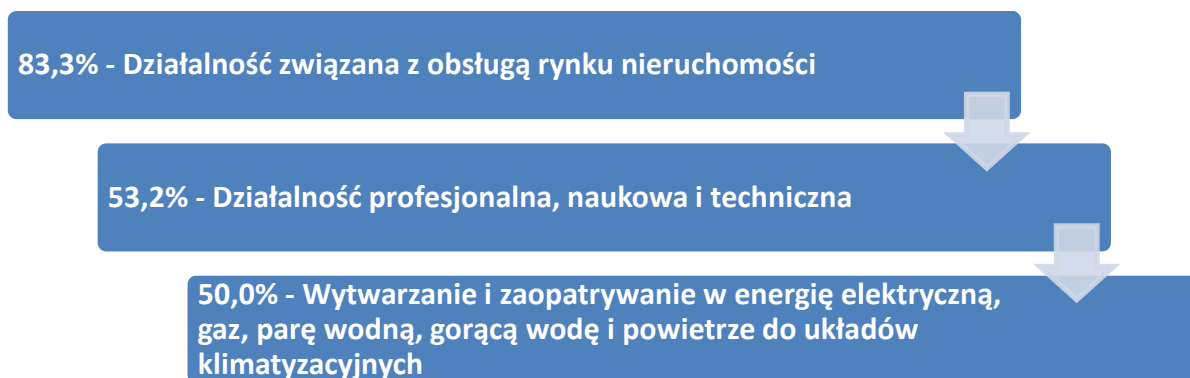 83,3% - Działalność związana z obsługą rynku nieruchomości
53,2% - Działalność profesjonalna, naukowa i techniczna
50,0% - Wytwarzanie i zaopatrywanie w energię elektryczną,
gaz, parę wodną, gorącą wodę i powietrze do układów
klimatyzacyjnych